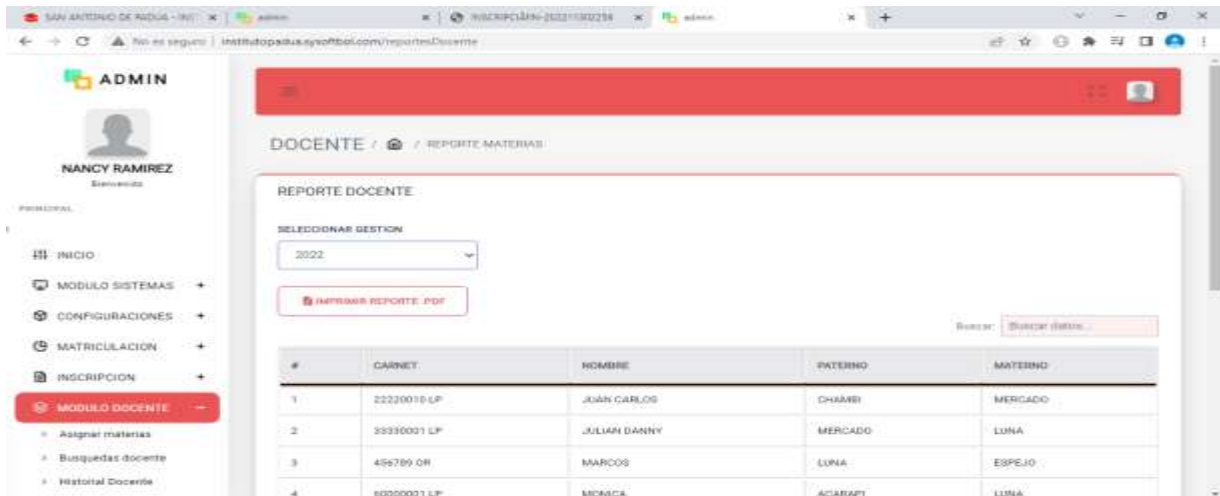 SAN ANTONIO DE PADUA - INST
admin
INSCRIPCIÃ
admin
No es seguro | institutopadua.sysoftbol.com/reportesDocente
ADMIN
NANCY RAMIREZ
Bienvenido
PRINCIPAL
INICIO
MODULO SISTEMAS +
CONFIGURACIONES +
MATRICULACION +
INSCRIPCION +
MODULO DOCENTE −
Asignar materias
Busquedas docente
Historial Docente
DOCENTE / / REPORTE MATERIAS
REPORTE DOCENTE
SELECCIONAR GESTION
2022
IMPRIMIR REPORTE .PDF
Buscar: Buscar datos...
# CARNET NOMBRE PATERNO MATERNO
1 22220010 LP JUAN CARLOS CHAMBI MERCADO
2 33330001 LP JULIAN DANNY MERCADO LUNA
3 456789 OR MARCOS LUNA ESPEJO
4 60000001 LP MONICA ACARAPI LUNA